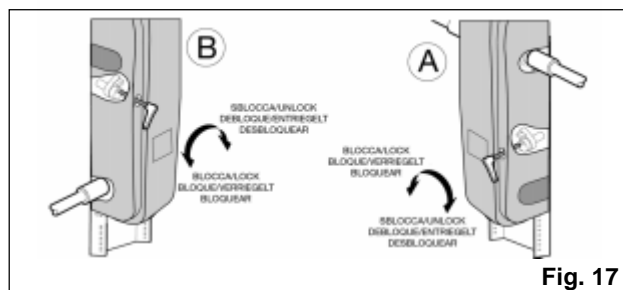 B
SBLOCCA/UNLOCK
DEBLOQUE/ENTRIEGELT
DESBLOQUEAR
BLOCCA/LOCK
BLOQUE/VERRIEGELT
BLOQUEAR
A
BLOCCA/LOCK
BLOQUE/VERRIEGELT
BLOQUEAR
SBLOCCA/UNLOCK
DEBLOQUE/ENTRIEGELT
DESBLOQUEAR
Fig. 17